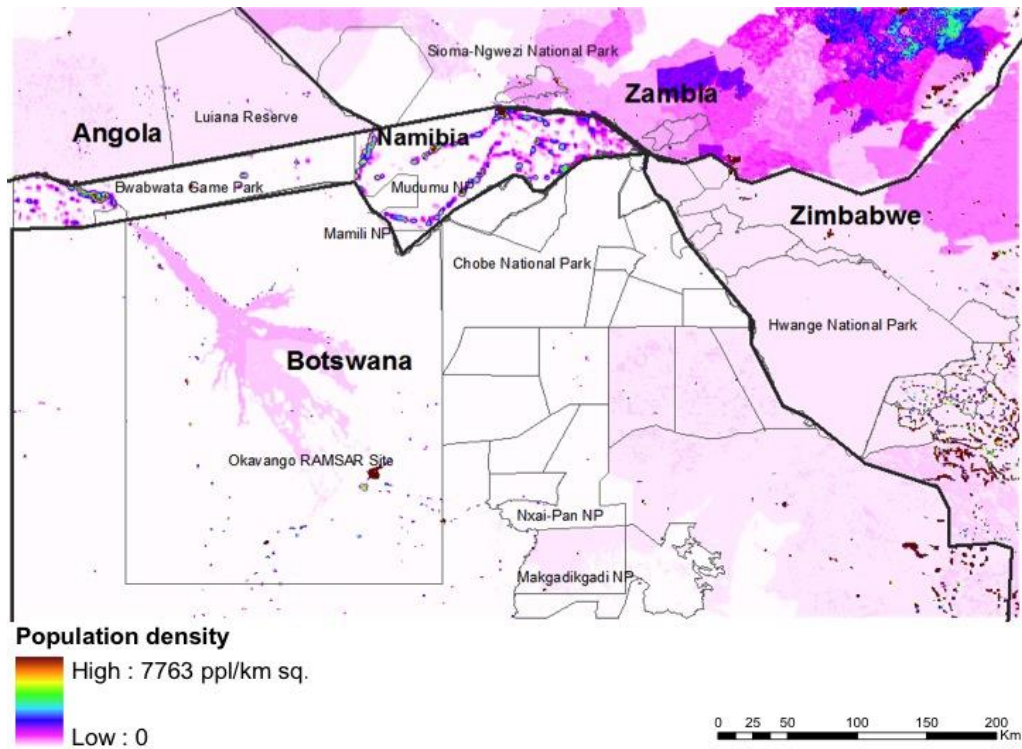 Sioma-Ngwezi National Park
Zambia
Luiana Reserve
Angola
Namibia
Bwabwata Game Park
Mudumu NP
Zimbabwe
Mamili NP
Chobe National Park
Hwange National Park
Botswana
Okavango RAMSAR Site
Nxai-Pan NP
Makgadikgadi NP
Population density
High : 7763 ppl/km sq.
Low : 0
0 25 50 100 150 200
Km